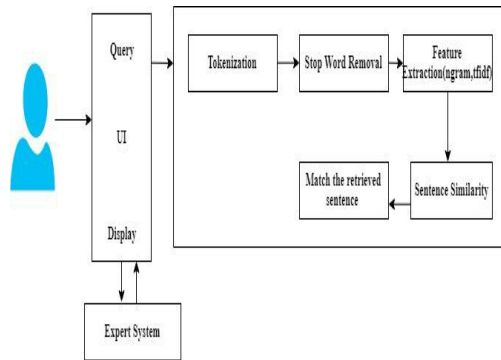 Query
UI
Display
Tokenization
Stop Word Removal
Feature
Extraction(ngram,tfidf)
Sentence Similarity
Match the retrieved
sentence
Expert System